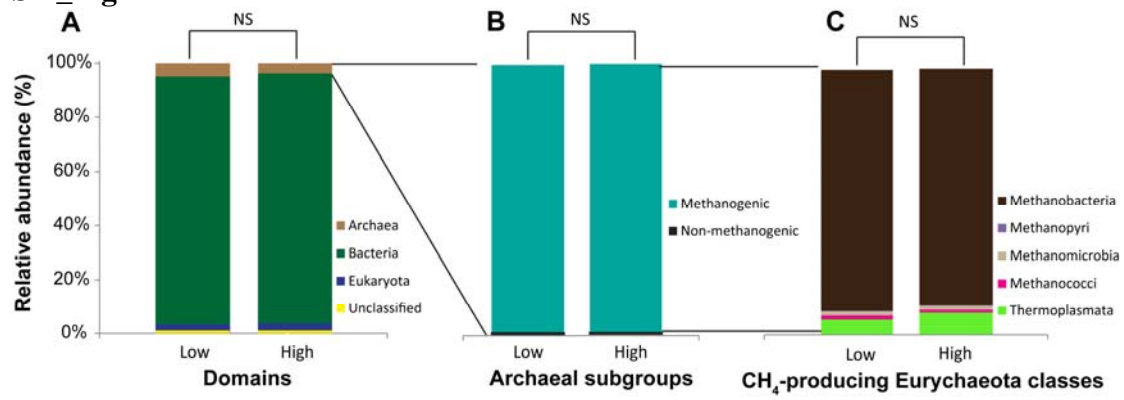 A
NS
B
NS
C
NS
Relative abundance (%)
100%
80%
60%
40%
20%
0%
Archaea
Bacteria
Eukaryota
Unclassified
Low
High
Domains
Methanogenic
Non-methanogenic
Low
High
Archaeal subgroups
Methanobacteria
Methanopyri
Methanomicrobia
Methanococci
Thermoplasmata
Low
High
CH₄-producing Eurychaeota classes